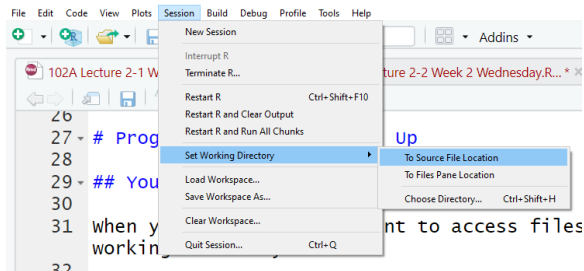 File Edit Code View Plots Session Build Debug Profile Tools Help
New Session
Addins
Interrupt R
Terminate R...
102A Lecture 2-1 W
ture 2-2 Week 2 Wednesday.R... *
Restart R Ctrl+Shift+F10
Restart R and Clear Output
Restart R and Run All Chunks
26
27 # Prog Up
Set Working Directory
To Source File Location
28
To Files Pane Location
29 ## You
Load Workspace...
Save Workspace As...
Choose Directory... Ctrl+Shift+H
30
Clear Workspace...
31 When y nt to access files
Quit Session... Ctrl+Q
working
32